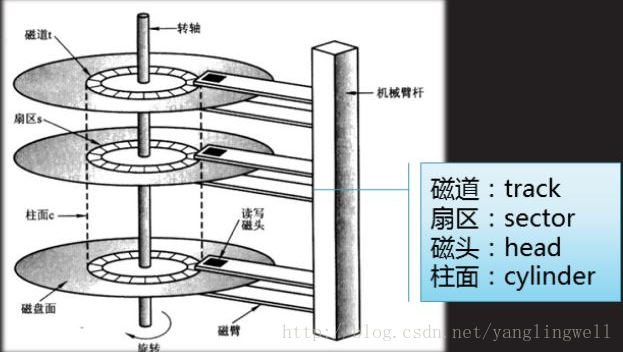 磁道t
转轴
机械臂杆
扇区s
柱面c
读写
磁头
磁盘面
磁臂
旋转
磁道：track
扇区：sector
磁头：head
柱面：cylinder
http://blog.csdn.net/yanglingwell